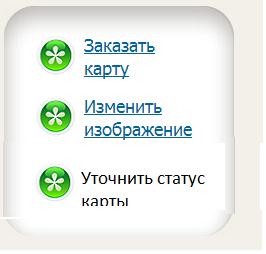 Заказать
карту
Изменить
изображение
Уточнить статус
карты